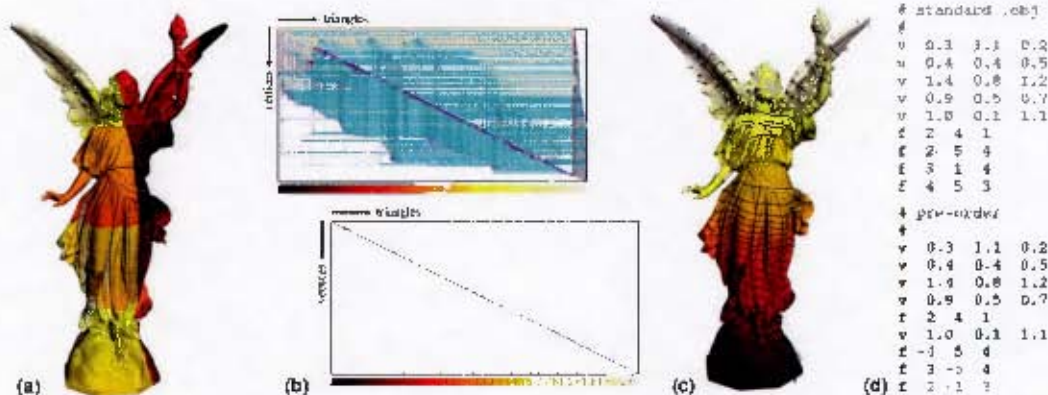 triangles
vertices
triangles
vertices
(a)
(b)
(c)
(d)
# standard .obj
#
v 0.3 1.1 0.2
v 0.4 0.4 0.5
v 1.4 0.8 1.2
v 0.9 0.5 0.7
v 1.0 0.1 1.1
f 2 4 1
f 2 5 4
f 3 1 4
f 4 5 3
# pre-order
#
v 0.3 1.1 0.2
v 0.4 0.4 0.5
v 1.4 0.8 1.2
v 0.9 0.5 0.7
f 2 4 1
v 1.0 0.1 1.1
f 5 4
f 3 4
f